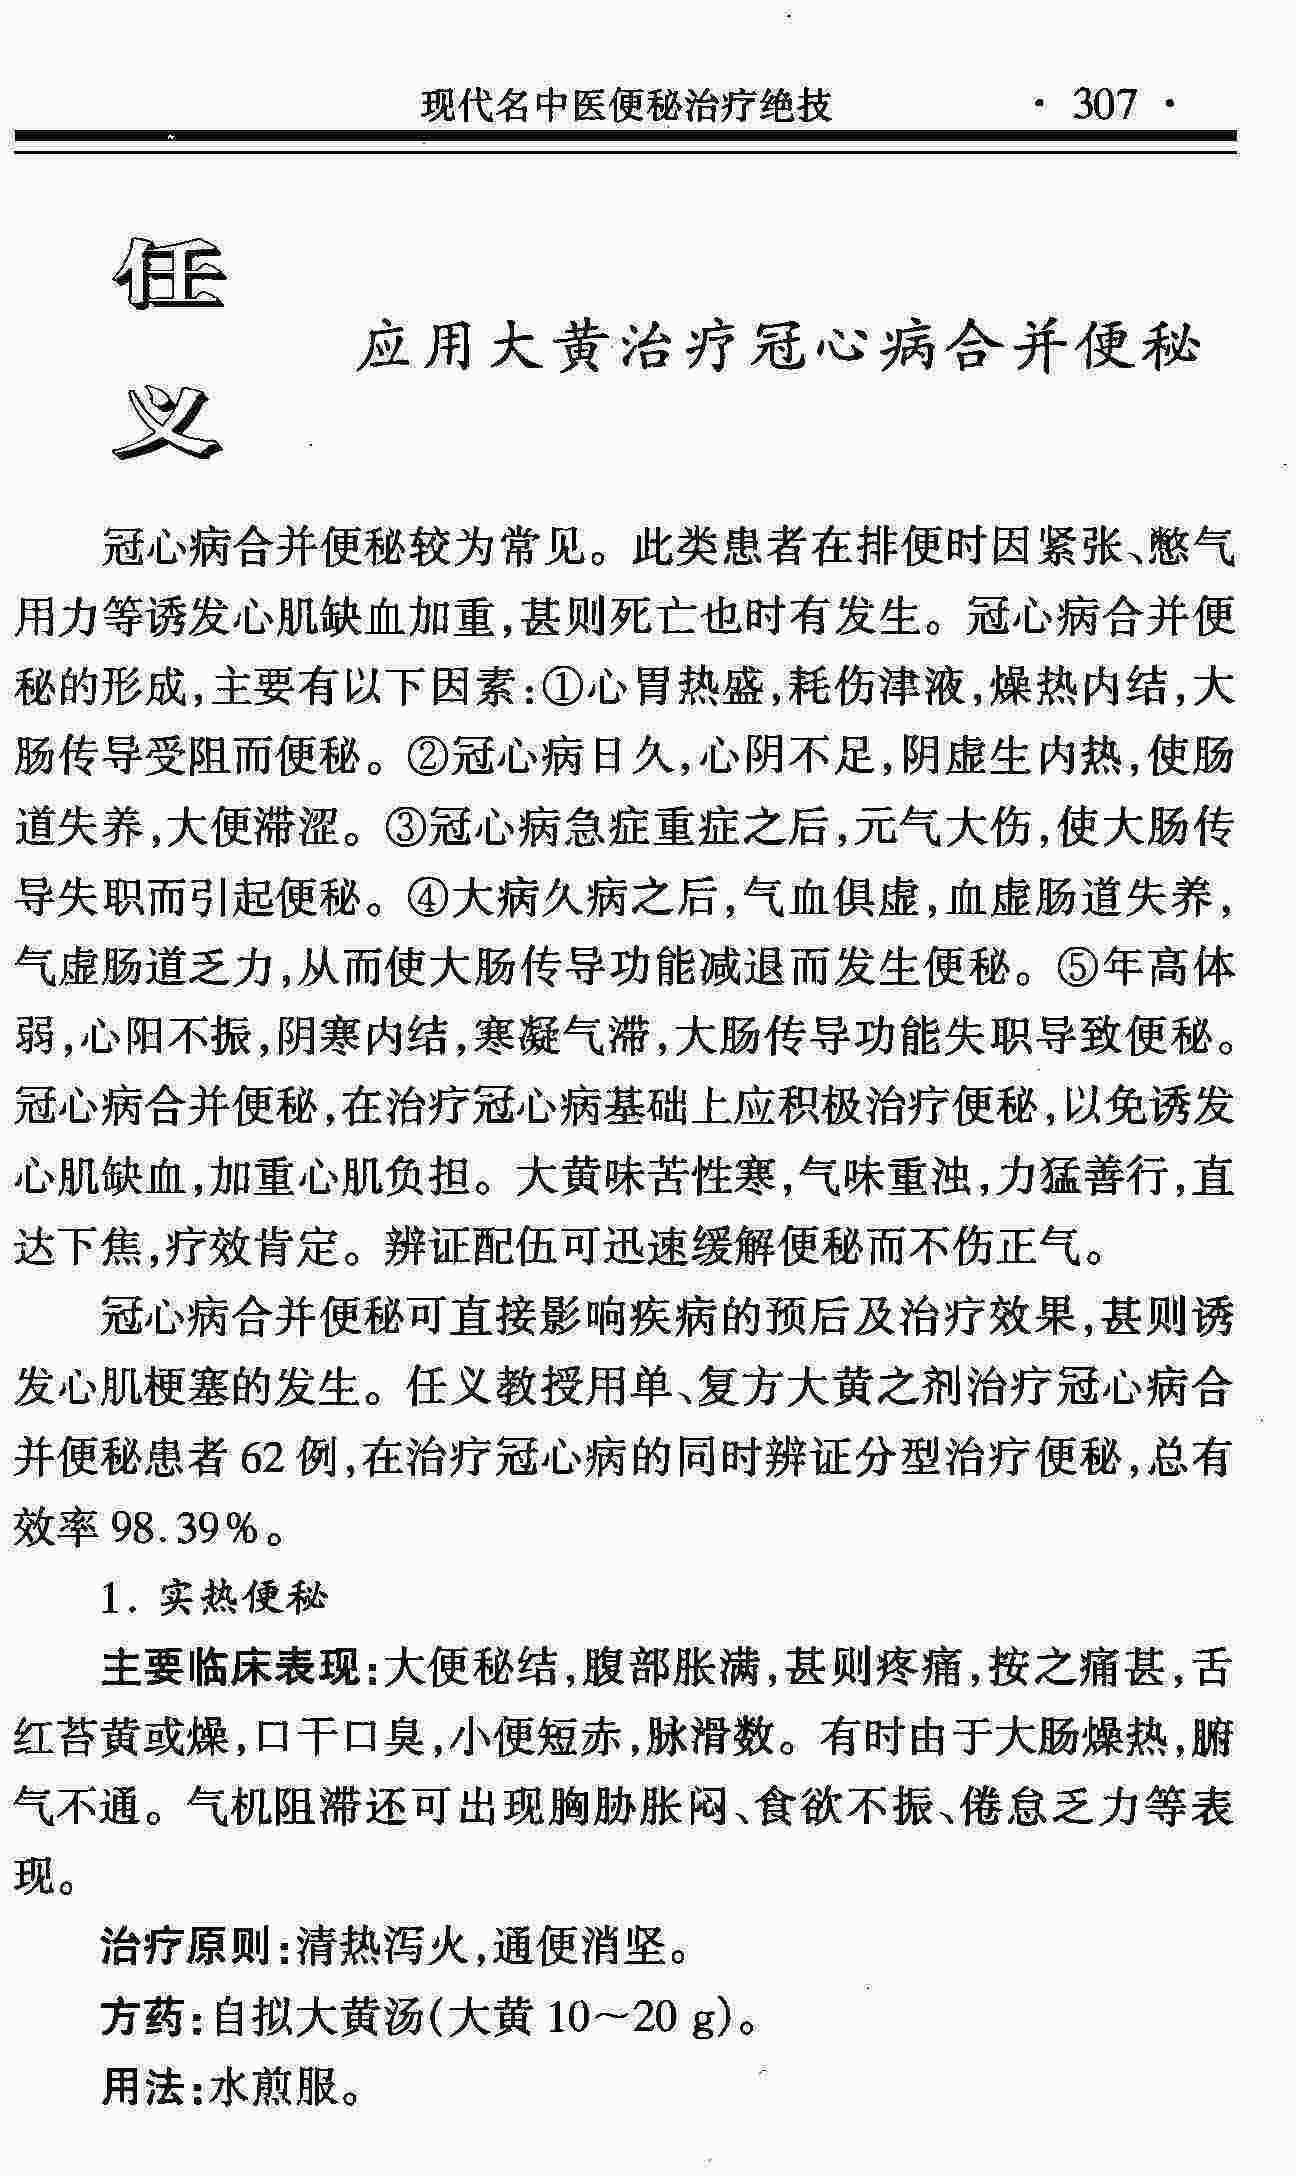 现代名中医便秘治疗绝技 · 307 ·
任义
应用大黄治疗冠心病合并便秘
冠心病合并便秘较为常见。此类患者在排便时因紧张、憋气
用力等诱发心肌缺血加重,甚则死亡也时有发生。冠心病合并便
秘的形成,主要有以下因素:①心胃热盛,耗伤津液,燥热内结,大
肠传导受阻而便秘。②冠心病日久,心阴不足,阴虚生内热,使肠
道失养,大便滞涩。③冠心病急症重症之后,元气大伤,使大肠传
导失职而引起便秘。④大病久病之后,气血俱虚,血虚肠道失养,
气虚肠道乏力,从而使大肠传导功能减退而发生便秘。⑤年高体
弱,心阳不振,阴寒内结,寒凝气滞,大肠传导功能失职导致便秘。
冠心病合并便秘,在治疗冠心病基础上应积极治疗便秘,以免诱发
心肌缺血,加重心肌负担。大黄味苦性寒,气味重浊,力猛善行,直
达下焦,疗效肯定。辨证配伍可迅速缓解便秘而不伤正气。
冠心病合并便秘可直接影响疾病的预后及治疗效果,甚则诱
发心肌梗塞的发生。任义教授用单、复方大黄之剂治疗冠心病合
并便秘患者 62 例,在治疗冠心病的同时辨证分型治疗便秘,总有
效率 98.39%。
1. 实热便秘
主要临床表现:大便秘结,腹部胀满,甚则疼痛,按之痛甚,舌
红苔黄或燥,口干口臭,小便短赤,脉滑数。有时由于大肠燥热,腑
气不通。气机阻滞还可出现胸胁胀闷、食欲不振、倦怠乏力等表
现。
治疗原则:清热泻火,通便消坚。
方药:自拟大黄汤(大黄 10~20 g)。
用法:水煎服。